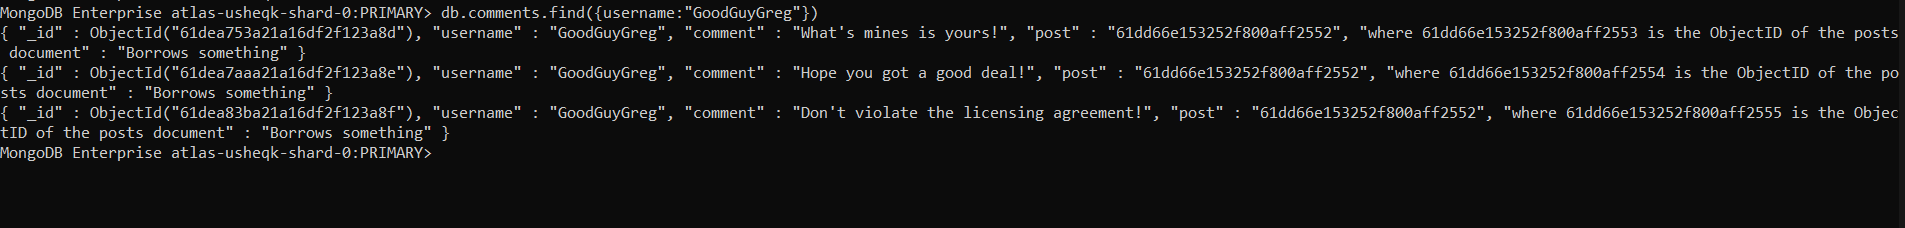 MongoDB Enterprise atlas-usheqk-shard-0:PRIMARY> db.comments.find({username:"GoodGuyGreg"})
{ "_id" : ObjectId("61dea753a21a16df2f123a8d"), "username" : "GoodGuyGreg", "comment" : "What's mines is yours!", "post" : "61dd66e153252f800aff2552", "where 61dd66e153252f800aff2553 is the ObjectID of the posts
 document" : "Borrows something" }
{ "_id" : ObjectId("61dea7aaa21a16df2f123a8e"), "username" : "GoodGuyGreg", "comment" : "Hope you got a good deal!", "post" : "61dd66e153252f800aff2552", "where 61dd66e153252f800aff2554 is the ObjectID of the po
sts document" : "Borrows something" }
{ "_id" : ObjectId("61dea83ba21a16df2f123a8f"), "username" : "GoodGuyGreg", "comment" : "Don't violate the licensing agreement!", "post" : "61dd66e153252f800aff2552", "where 61dd66e153252f800aff2555 is the Objec
tID of the posts document" : "Borrows something" }
MongoDB Enterprise atlas-usheqk-shard-0:PRIMARY>